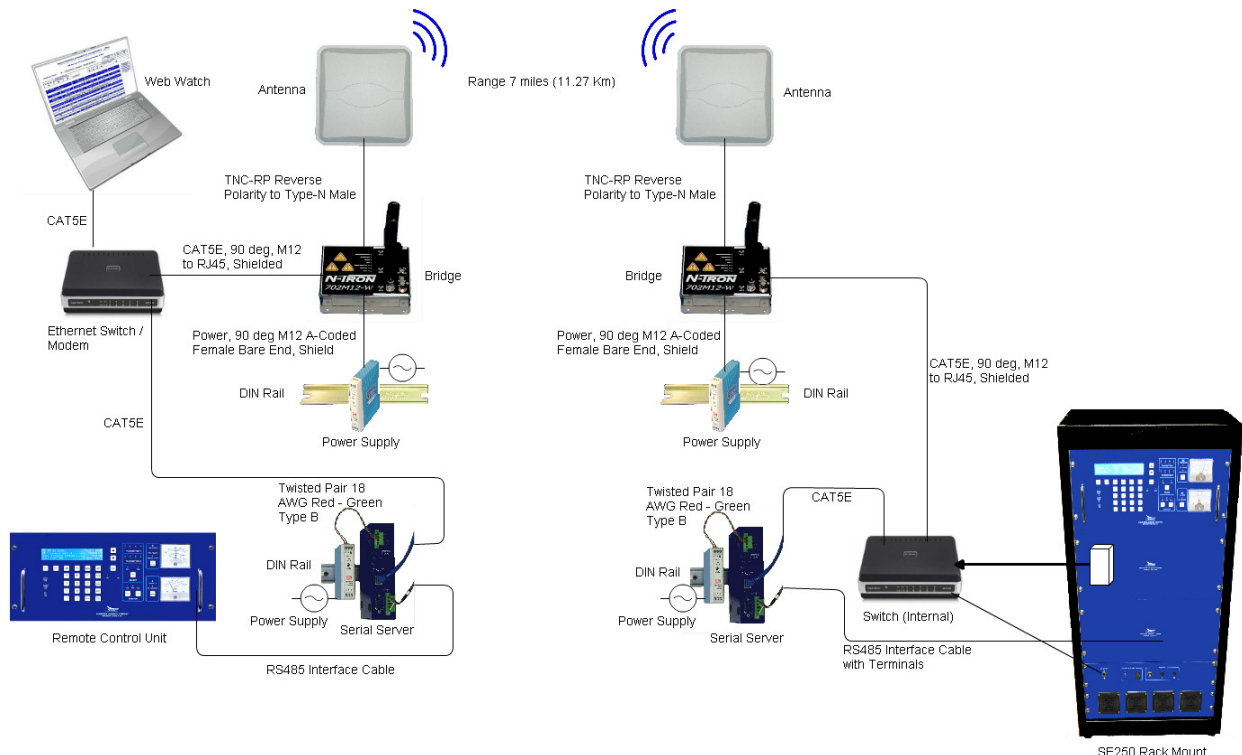 Web Watch
Antenna
Range 7 miles (11.27 Km)
Antenna
TNC-RP Reverse
Polarity to Type-N Male
TNC-RP Reverse
Polarity to Type-N Male
CAT5E
CAT5E, 90 deg, M12
to RJ45, Shielded
N-TRON
702M12-W
Bridge
Bridge
N-TRON
702M12-W
Ethernet Switch /
Modem
Power, 90 deg M12 A-Coded
Female Bare End, Shield
Power, 90 deg M12 A-Coded
Female Bare End, Shield
CAT5E, 90 deg, M12
to RJ45, Shielded
DIN Rail
DIN Rail
CAT5E
Power Supply
Power Supply
Twisted Pair 18
AWG Red - Green
Type B
Twisted Pair 18
AWG Red - Green
Type B
CAT5E
DIN Rail
DIN Rail
Power Supply
Serial Server
Power Supply
Serial Server
Switch (Internal)
Remote Control Unit
RS485 Interface Cable
RS485 Interface Cable
with Terminals
SE250 Rack Mount